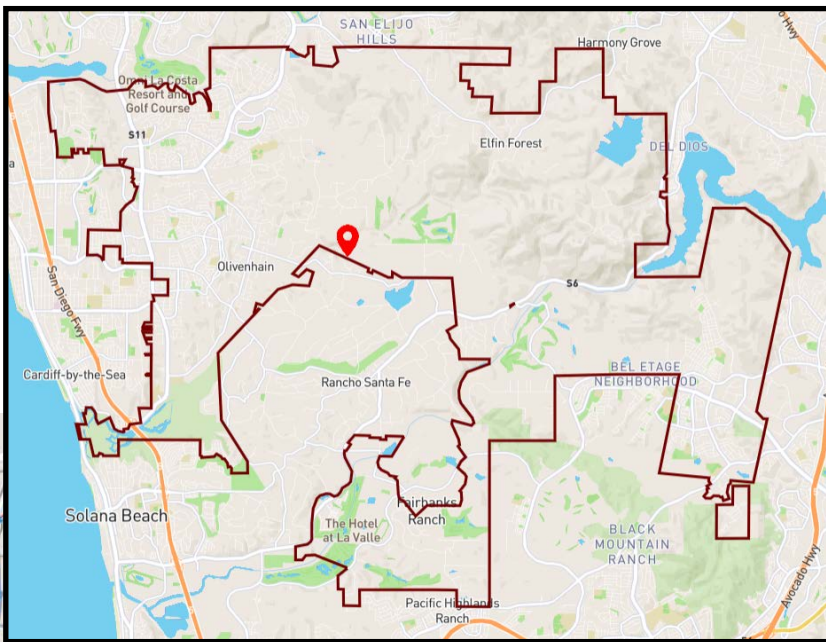 SAN ELIJO
HILLS
Harmony Grove
Omni La Costa
Resort and
Golf Course
S11
Elfin Forest
DEL DIOS
a
Olivenhain
S6
San Diego Fwy
BEL ETAGE
NEIGHBORHOOD
Cardiff-by-the-Sea
Rancho Santa Fe
Solana Beach
Fairbanks
Ranch
The Hotel
at La Valle
BLACK
MOUNTAIN
RANCH
Avocado Hwy
Pacific Highlands
Ranch